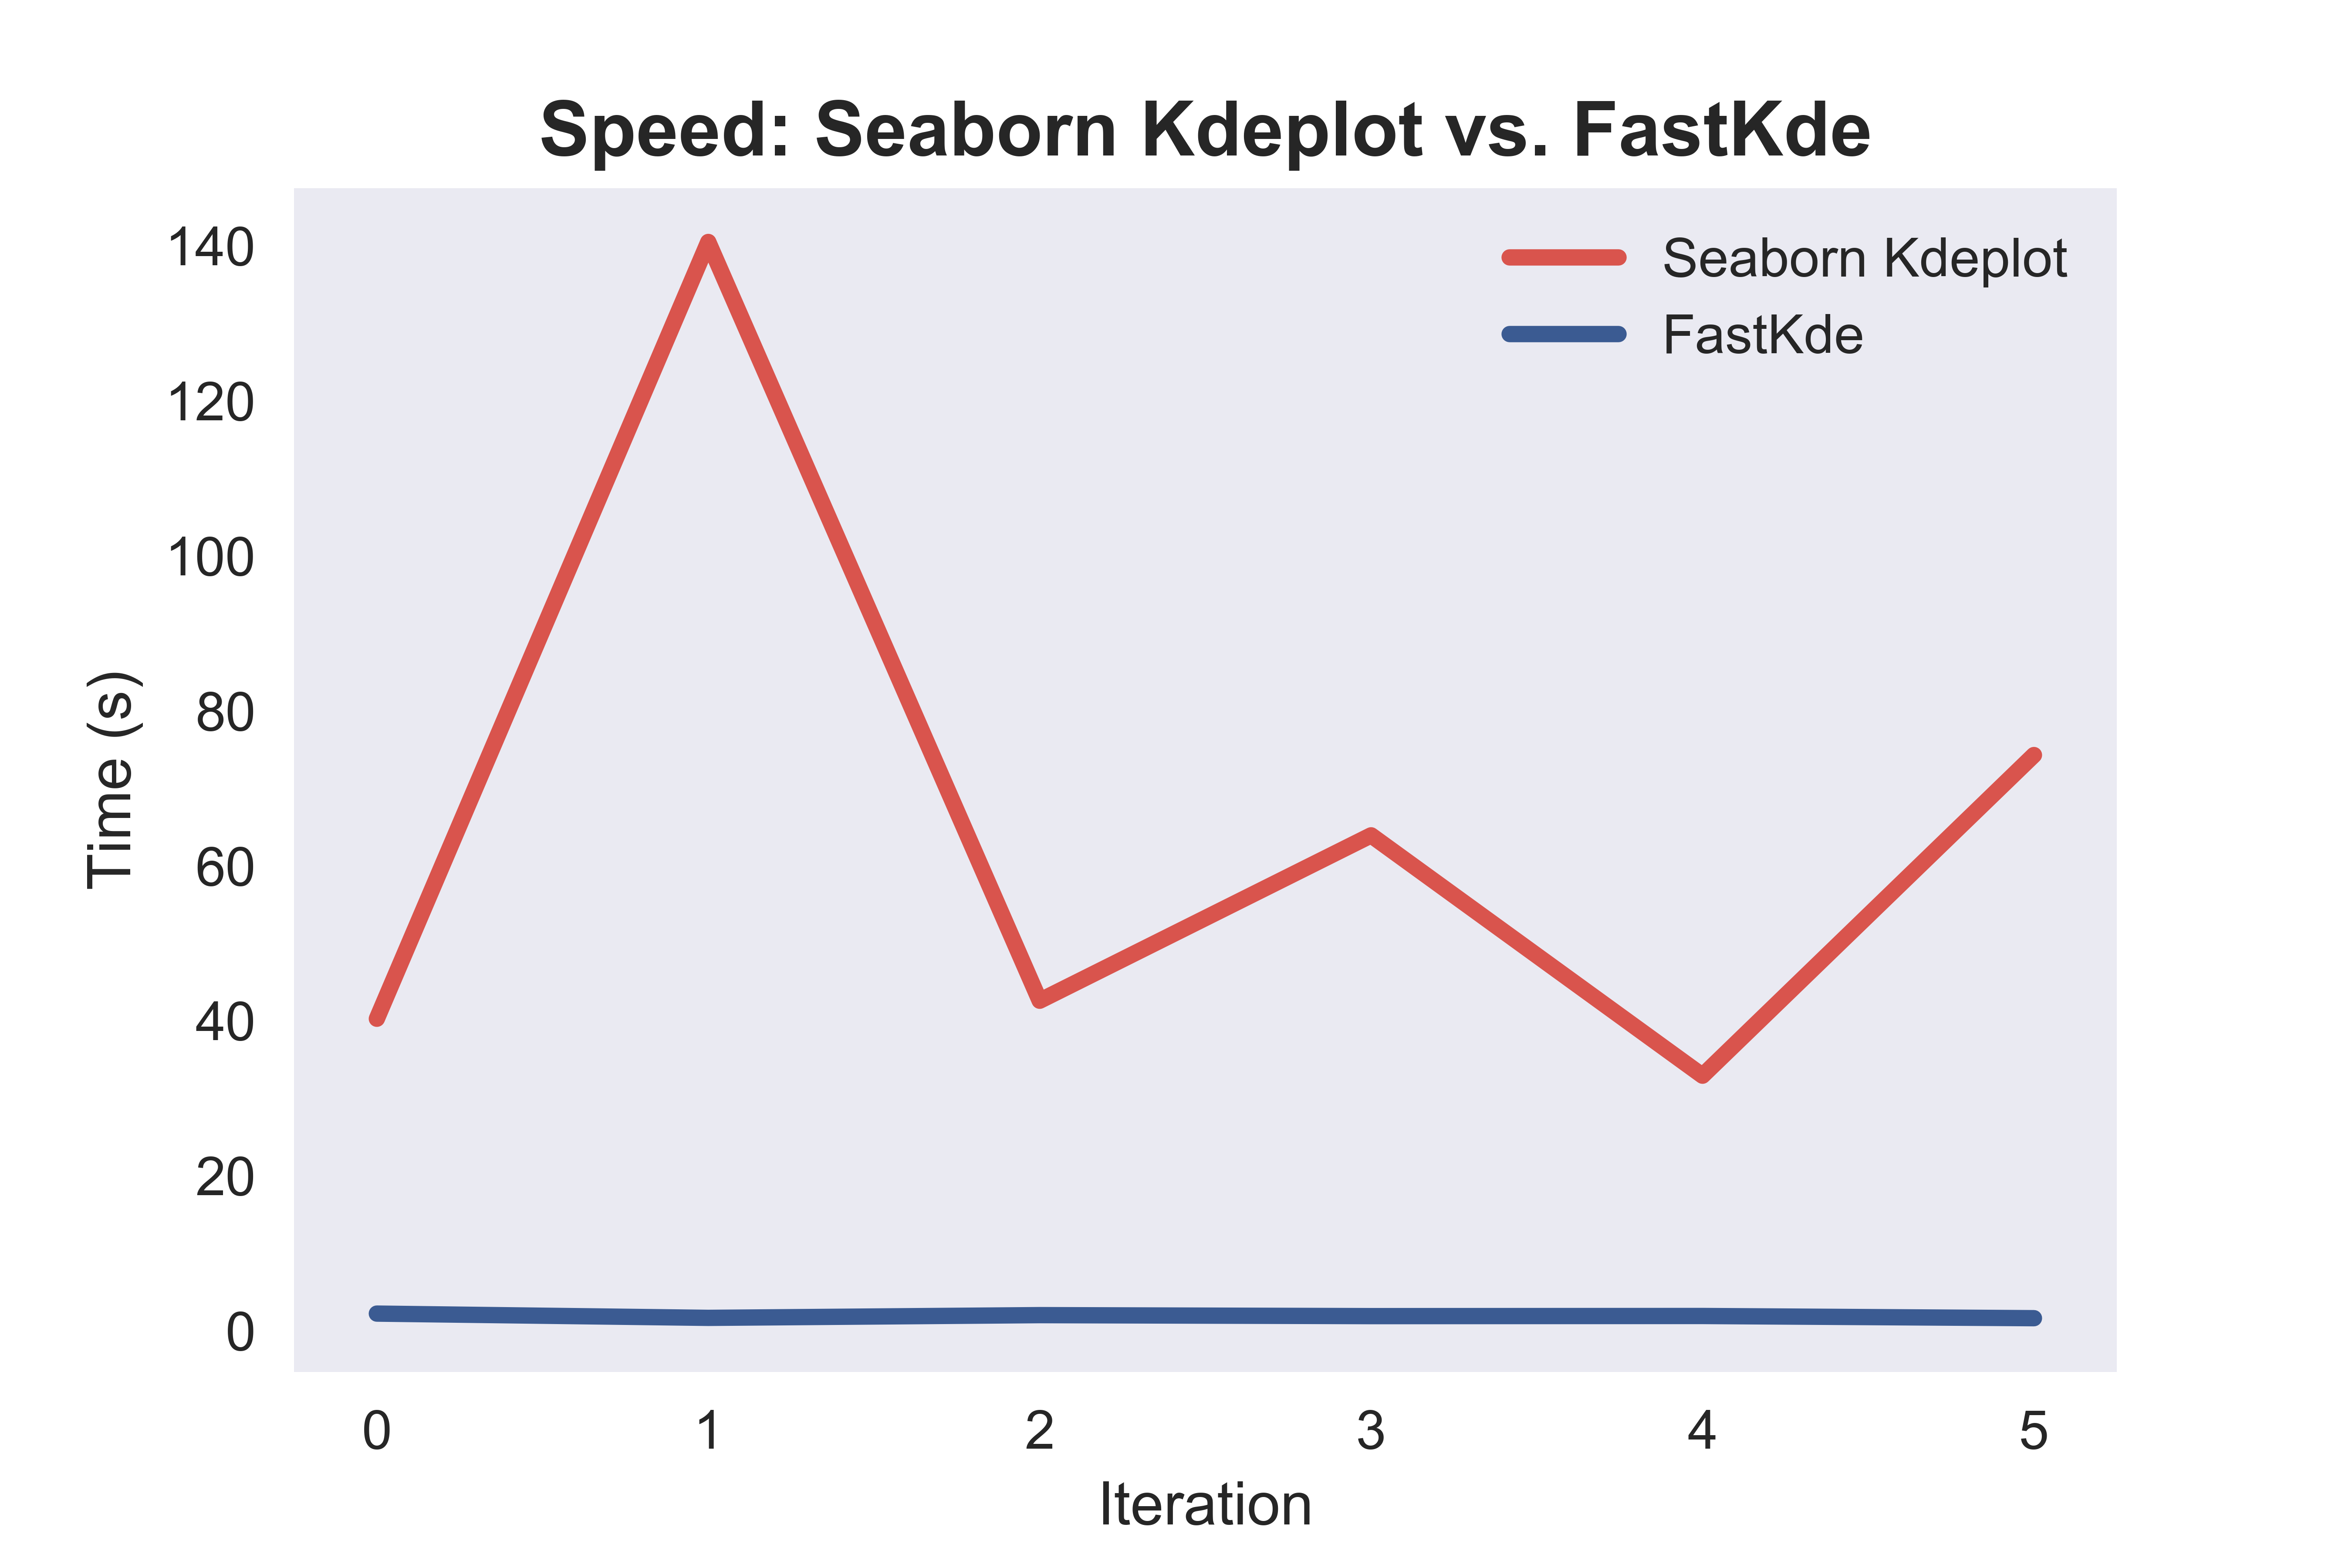 Speed: Seaborn Kdeplot vs. FastKde
Seaborn Kdeplot
FastKde
Time (s)
140
120
100
80
60
40
20
0
0 1 2 3 4 5
Iteration